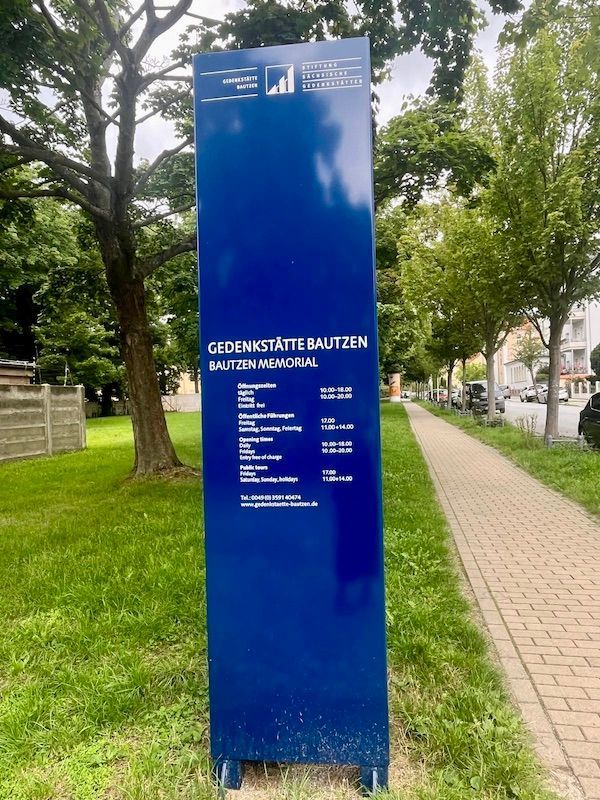 GEDENKSTÄTTE
BAUTZEN
STIFTUNG
SÄCHSISCHE
GEDENKSTÄTTEN
GEDENKSTÄTTE BAUTZEN
BAUTZEN MEMORIAL
Öffnungszeiten
täglich 10.00–18.00
Freitag 10.00–20.00
Eintritt frei
Öffentliche Führungen
Freitag 17.00
Samstag, Sonntag, Feiertag 11.00+14.00
Opening times
Daily 10.00–18.00
Fridays 10.00–20.00
Entry free of charge
Public tours
Fridays 17.00
Saturday, Sunday, holidays 11.00+14.00
Tel.: 0049 (0) 3591 40474
www.gedenkstaette-bautzen.de